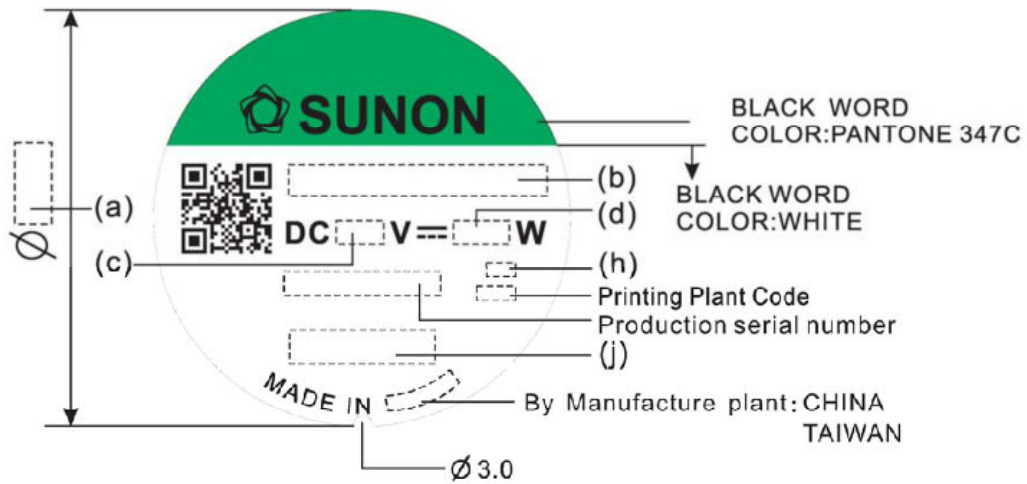 SUNON
BLACK WORD
COLOR:PANTONE 347C
(a)
Ø
(b)
BLACK WORD
COLOR:WHITE
(c)
DC V⎓ W
(d)
(h)
Printing Plant Code
Production serial number
(j)
MADE IN
By Manufacture plant: CHINA
TAIWAN
Ø 3.0